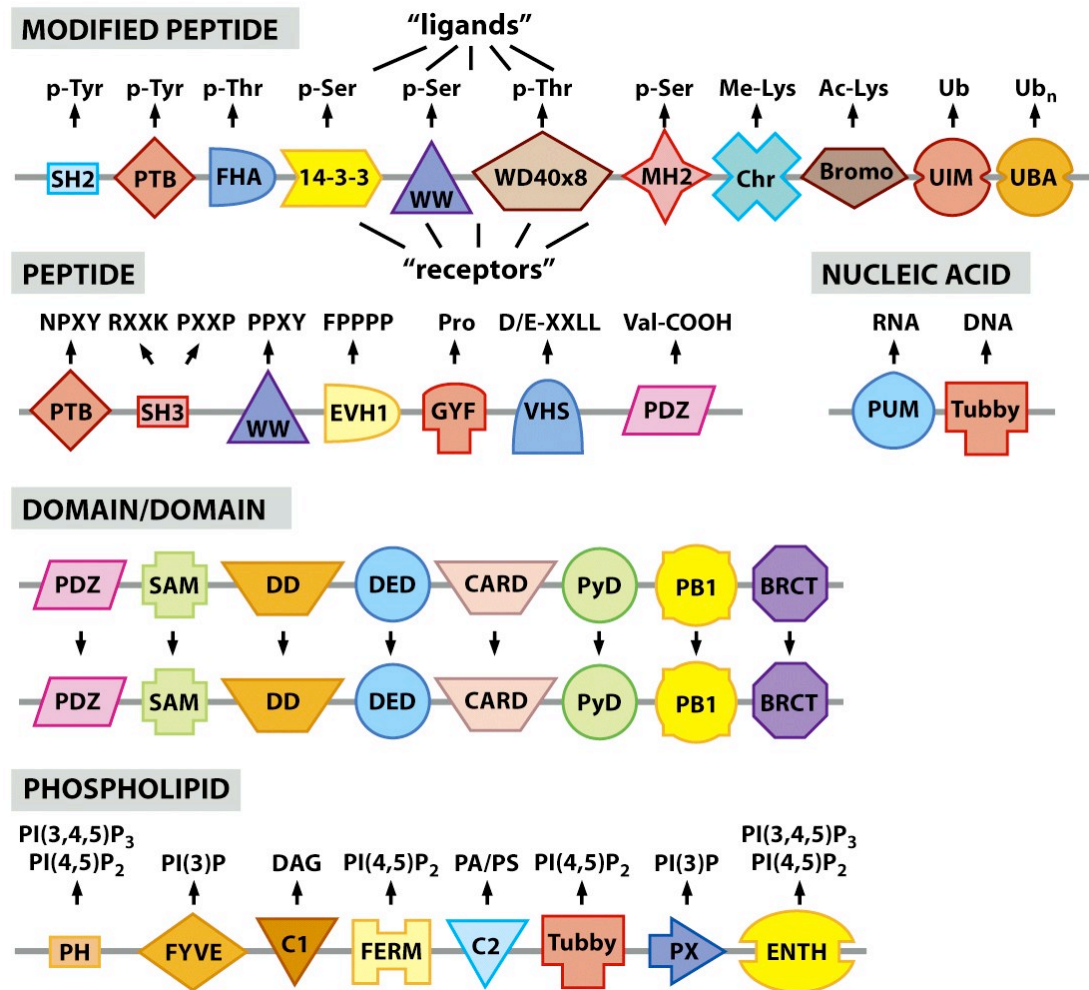 MODIFIED PEPTIDE
“ligands”
p-Tyr p-Tyr p-Thr p-Ser p-Ser p-Thr p-Ser Me-Lys Ac-Lys Ub Ubn
SH2 PTB FHA 14-3-3 WW WD40x8 MH2 Chr Bromo UIM UBA
“receptors”
PEPTIDE
NPXY RXXK PXXP PPXY FPPPP Pro D/E-XXLL Val-COOH
PTB SH3 WW EVH1 GYF VHS PDZ
NUCLEIC ACID
RNA DNA
PUM Tubby
DOMAIN/DOMAIN
PDZ SAM DD DED CARD PyD PB1 BRCT
PDZ SAM DD DED CARD PyD PB1 BRCT
PHOSPHOLIPID
PI(3,4,5)P3 PI(3,4,5)P3
PI(4,5)P2 PI(3)P DAG PI(4,5)P2 PA/PS PI(4,5)P2 PI(3)P PI(4,5)P2
PH FYVE C1 FERM C2 Tubby PX ENTH